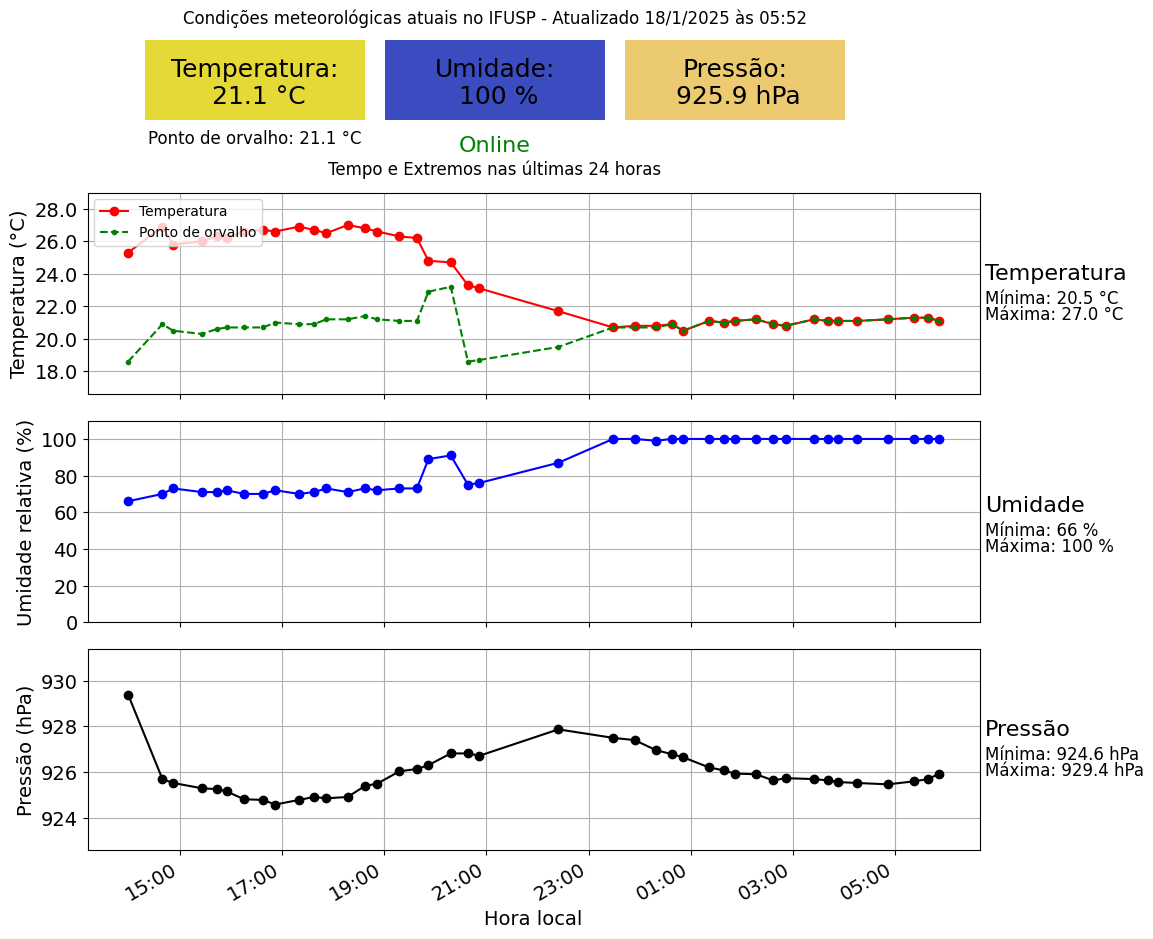 Condições meteorológicas atuais no IFUSP - Atualizado 18/1/2025 às 05:52
Temperatura:
21.1 °C
Umidade:
100 %
Pressão:
925.9 hPa
Ponto de orvalho: 21.1 °C
Online
Tempo e Extremos nas últimas 24 horas
Temperatura (°C)
28.0
26.0
24.0
22.0
20.0
18.0
Temperatura
Ponto de orvalho
Temperatura
Mínima: 20.5 °C
Máxima: 27.0 °C
Umidade relativa (%)
100
80
60
40
20
0
Umidade
Mínima: 66 %
Máxima: 100 %
Pressão (hPa)
930
928
926
924
Pressão
Mínima: 924.6 hPa
Máxima: 929.4 hPa
15:00
17:00
19:00
21:00
23:00
01:00
03:00
05:00
Hora local